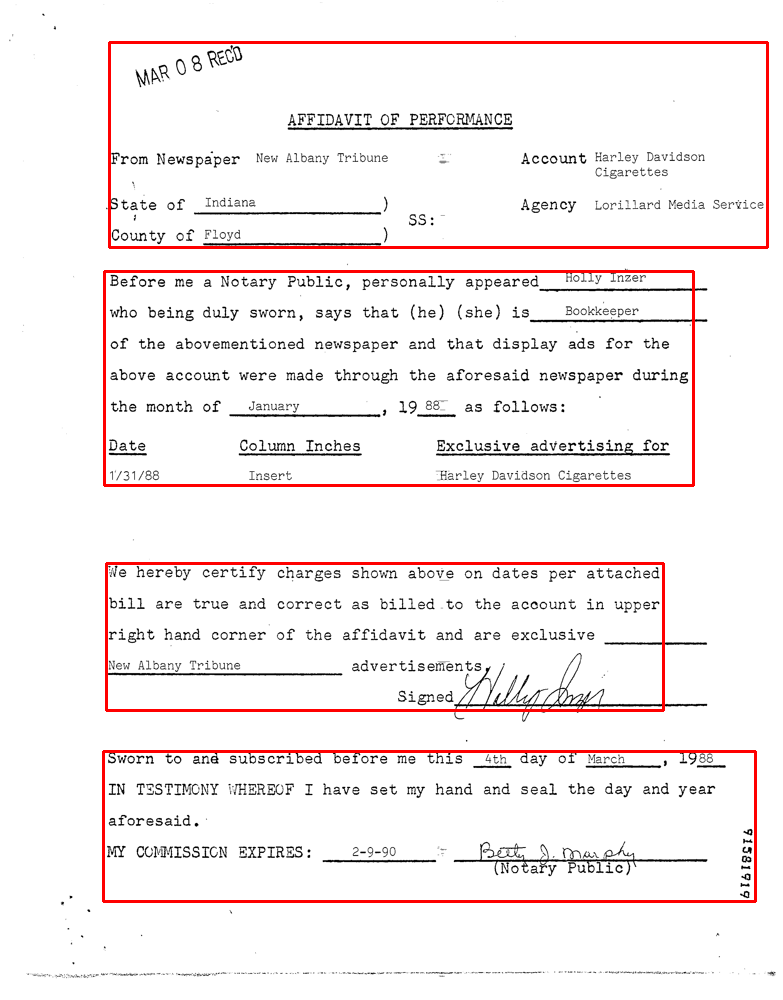 MAR 08 REC'D
AFFIDAVIT OF PERFORMANCE
From Newspaper New Albany Tribune Account Harley Davidson
Cigarettes
State of Indiana ) Agency Lorillard Media Service
SS:
County of Floyd )
Before me a Notary Public, personally appeared Holly Inzer
who being duly sworn, says that (he) (she) is Bookkeeper
of the abovementioned newspaper and that display ads for the
above account were made through the aforesaid newspaper during
the month of January , 19 88 as follows:
Date Column Inches Exclusive advertising for
1/31/88 Insert Harley Davidson Cigarettes
We hereby certify charges shown above on dates per attached
bill are true and correct as billed to the account in upper
right hand corner of the affidavit and are exclusive
New Albany Tribune advertisements.
Signed Holly Inzer
Sworn to and subscribed before me this 4th day of March , 1988
IN TESTIMONY WHEREOF I have set my hand and seal the day and year
aforesaid.
MY COMMISSION EXPIRES: 2-9-90 Betty J. Murphy
(Notary Public)
91581919